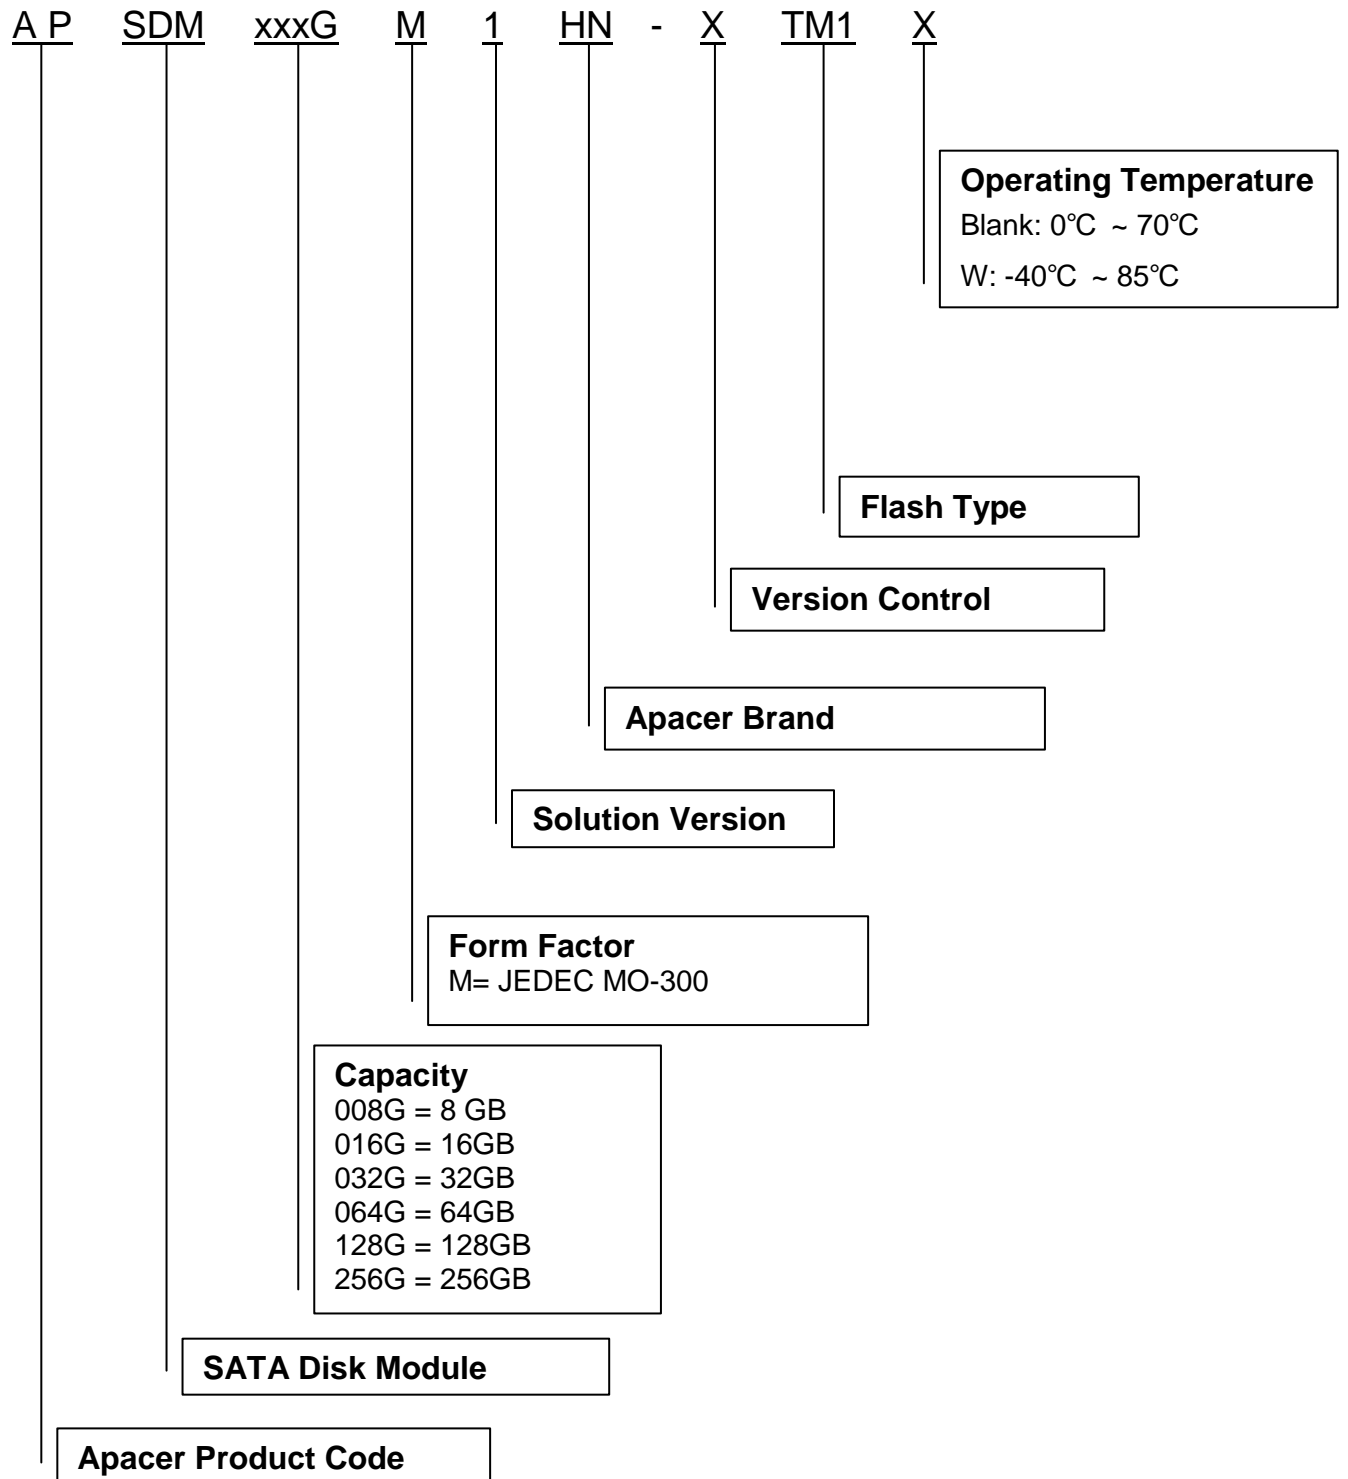 A P SDM xxxG M 1 HN - X TM1 X
Operating Temperature
Blank: 0℃ ~ 70℃
W: -40℃ ~ 85℃
Flash Type
Version Control
Apacer Brand
Solution Version
Form Factor
M= JEDEC MO-300
Capacity
008G = 8 GB
016G = 16GB
032G = 32GB
064G = 64GB
128G = 128GB
256G = 256GB
SATA Disk Module
Apacer Product Code